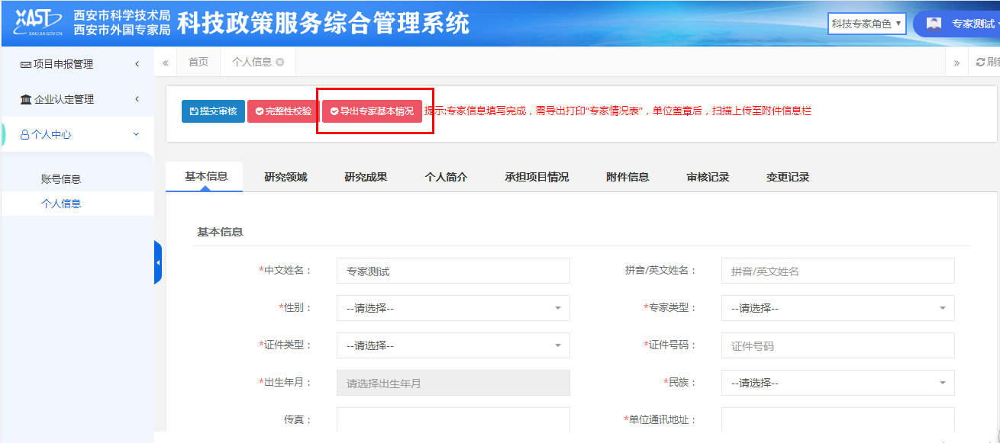 XAST
XAKJ.XA.GOV.CN
西安市科学技术局
西安市外国专家局
科技政策服务综合管理系统
科技专家角色
专家测试
项目申报管理
企业认定管理
个人中心
账号信息
个人信息
«
首页
个人信息
»
刷新
提交审核
完整性校验
导出专家基本情况
提示:专家信息填写完成，需导出打印“专家情况表”，单位盖章后，扫描上传至附件信息栏
基本信息
研究领域
研究成果
个人简介
承担项目情况
附件信息
审核记录
变更记录
基本信息
*中文姓名：
专家测试
拼音/英文姓名：
拼音/英文姓名
*性别：
--请选择--
*专家类型：
--请选择--
*证件类型：
--请选择--
*证件号码：
证件号码
*出生年月：
请选择出生年月
*民族：
--请选择--
传真：
*单位通讯地址：